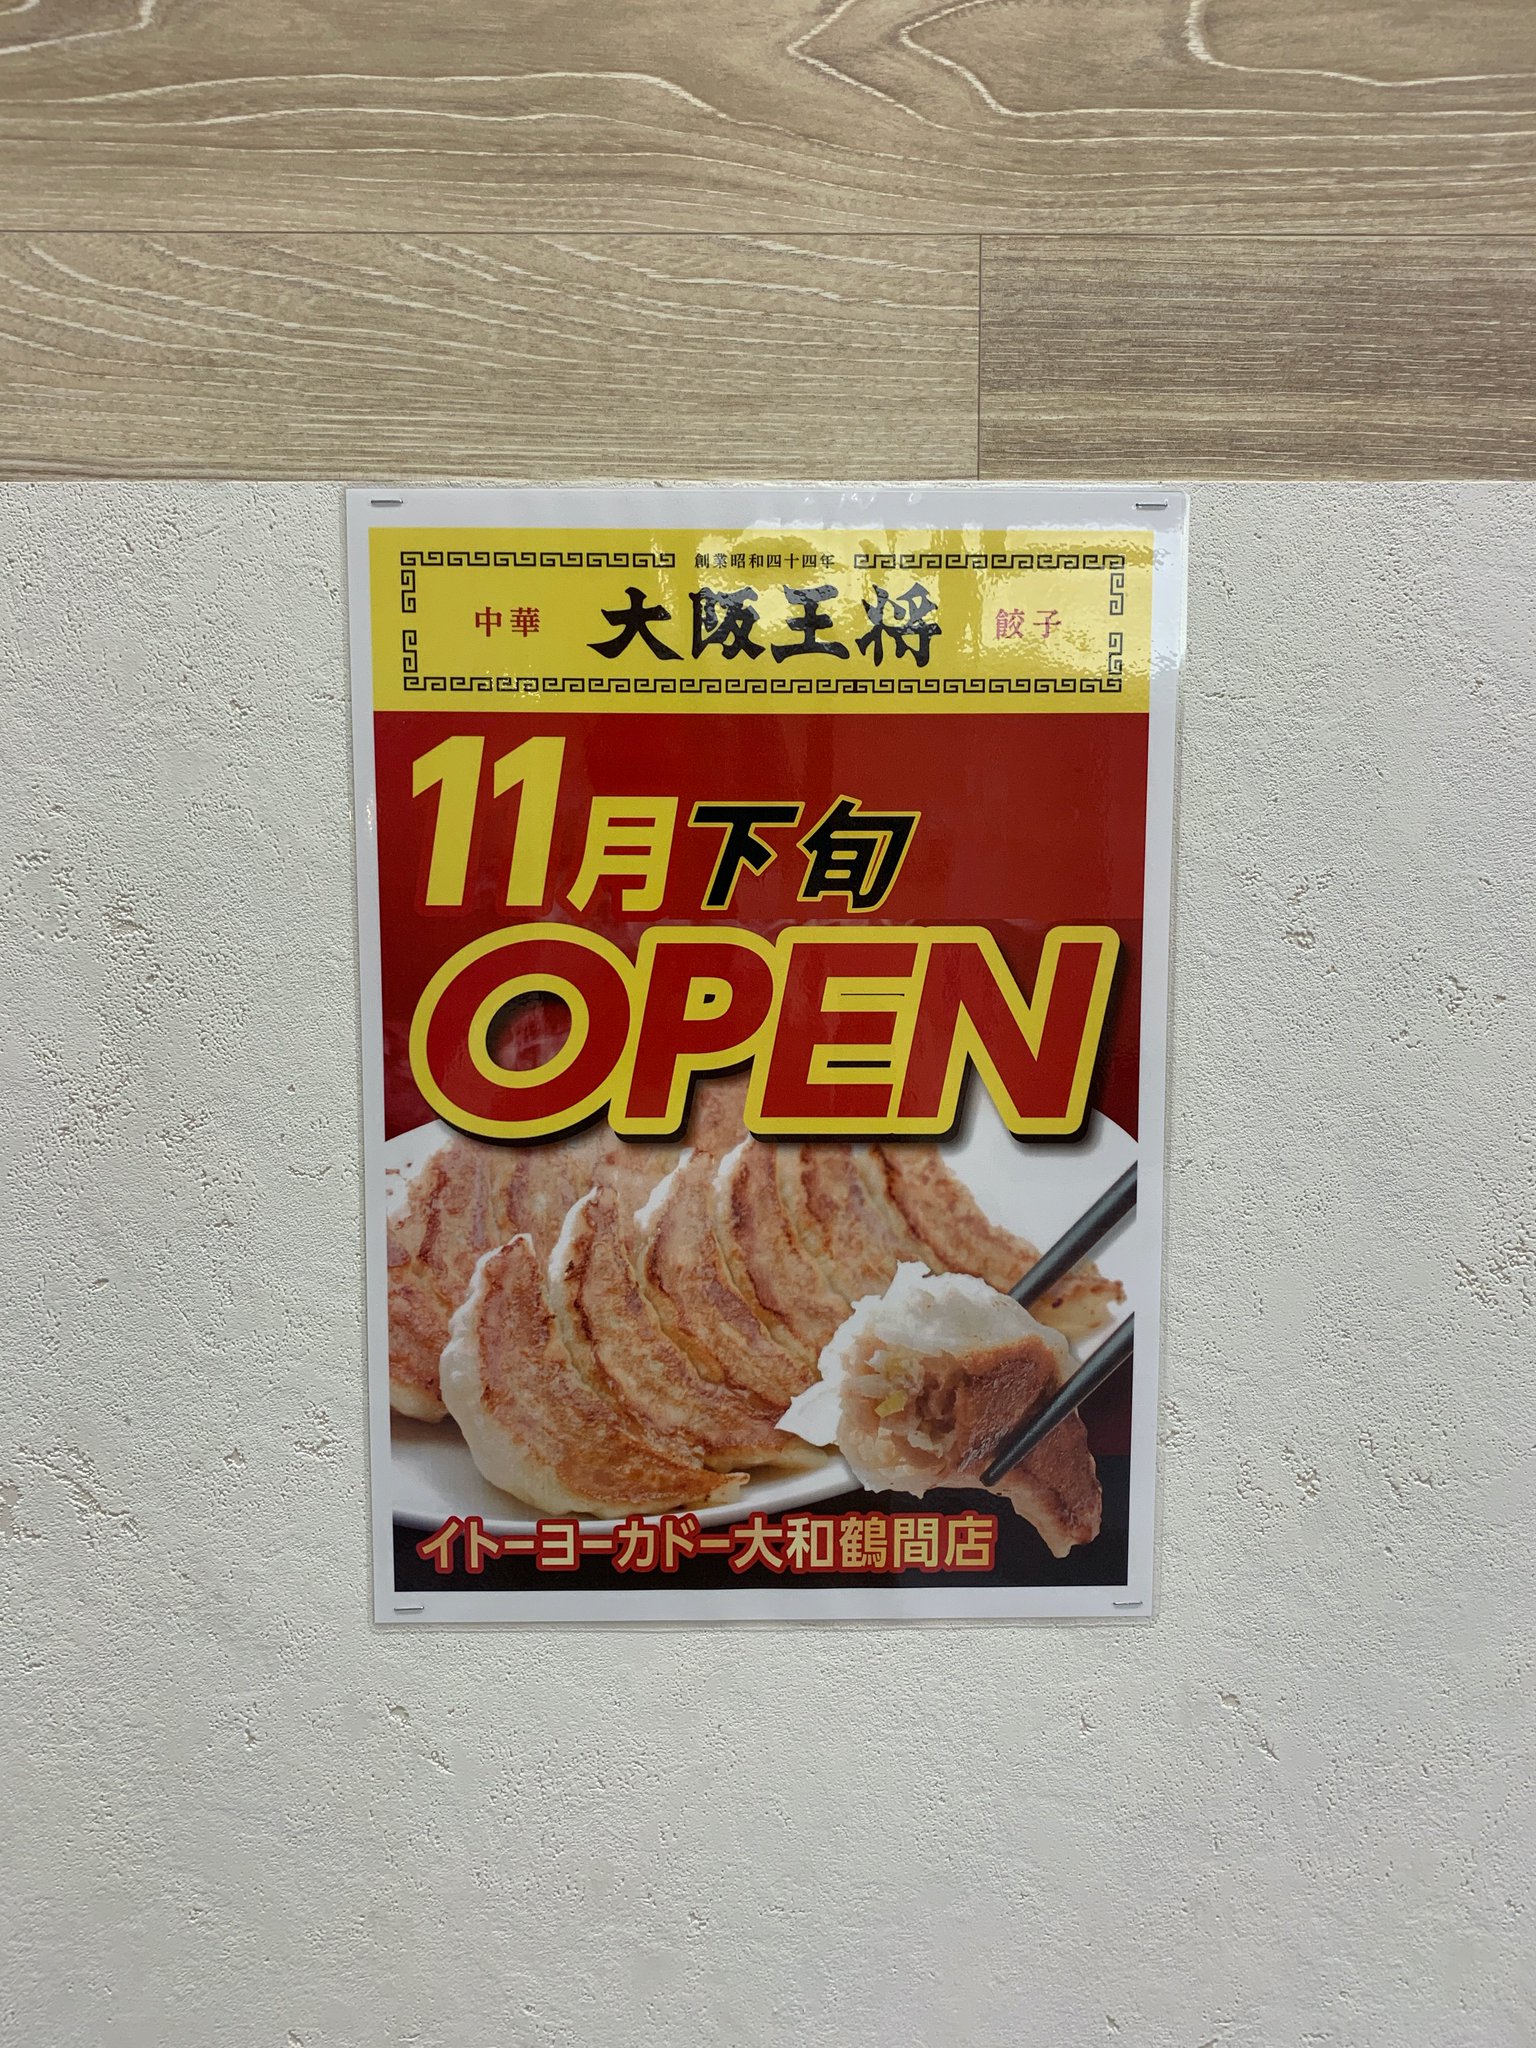 創業昭和四十四年
中華 大阪王将 餃子
11月下旬
OPEN
イトーヨーカドー大和鶴間店